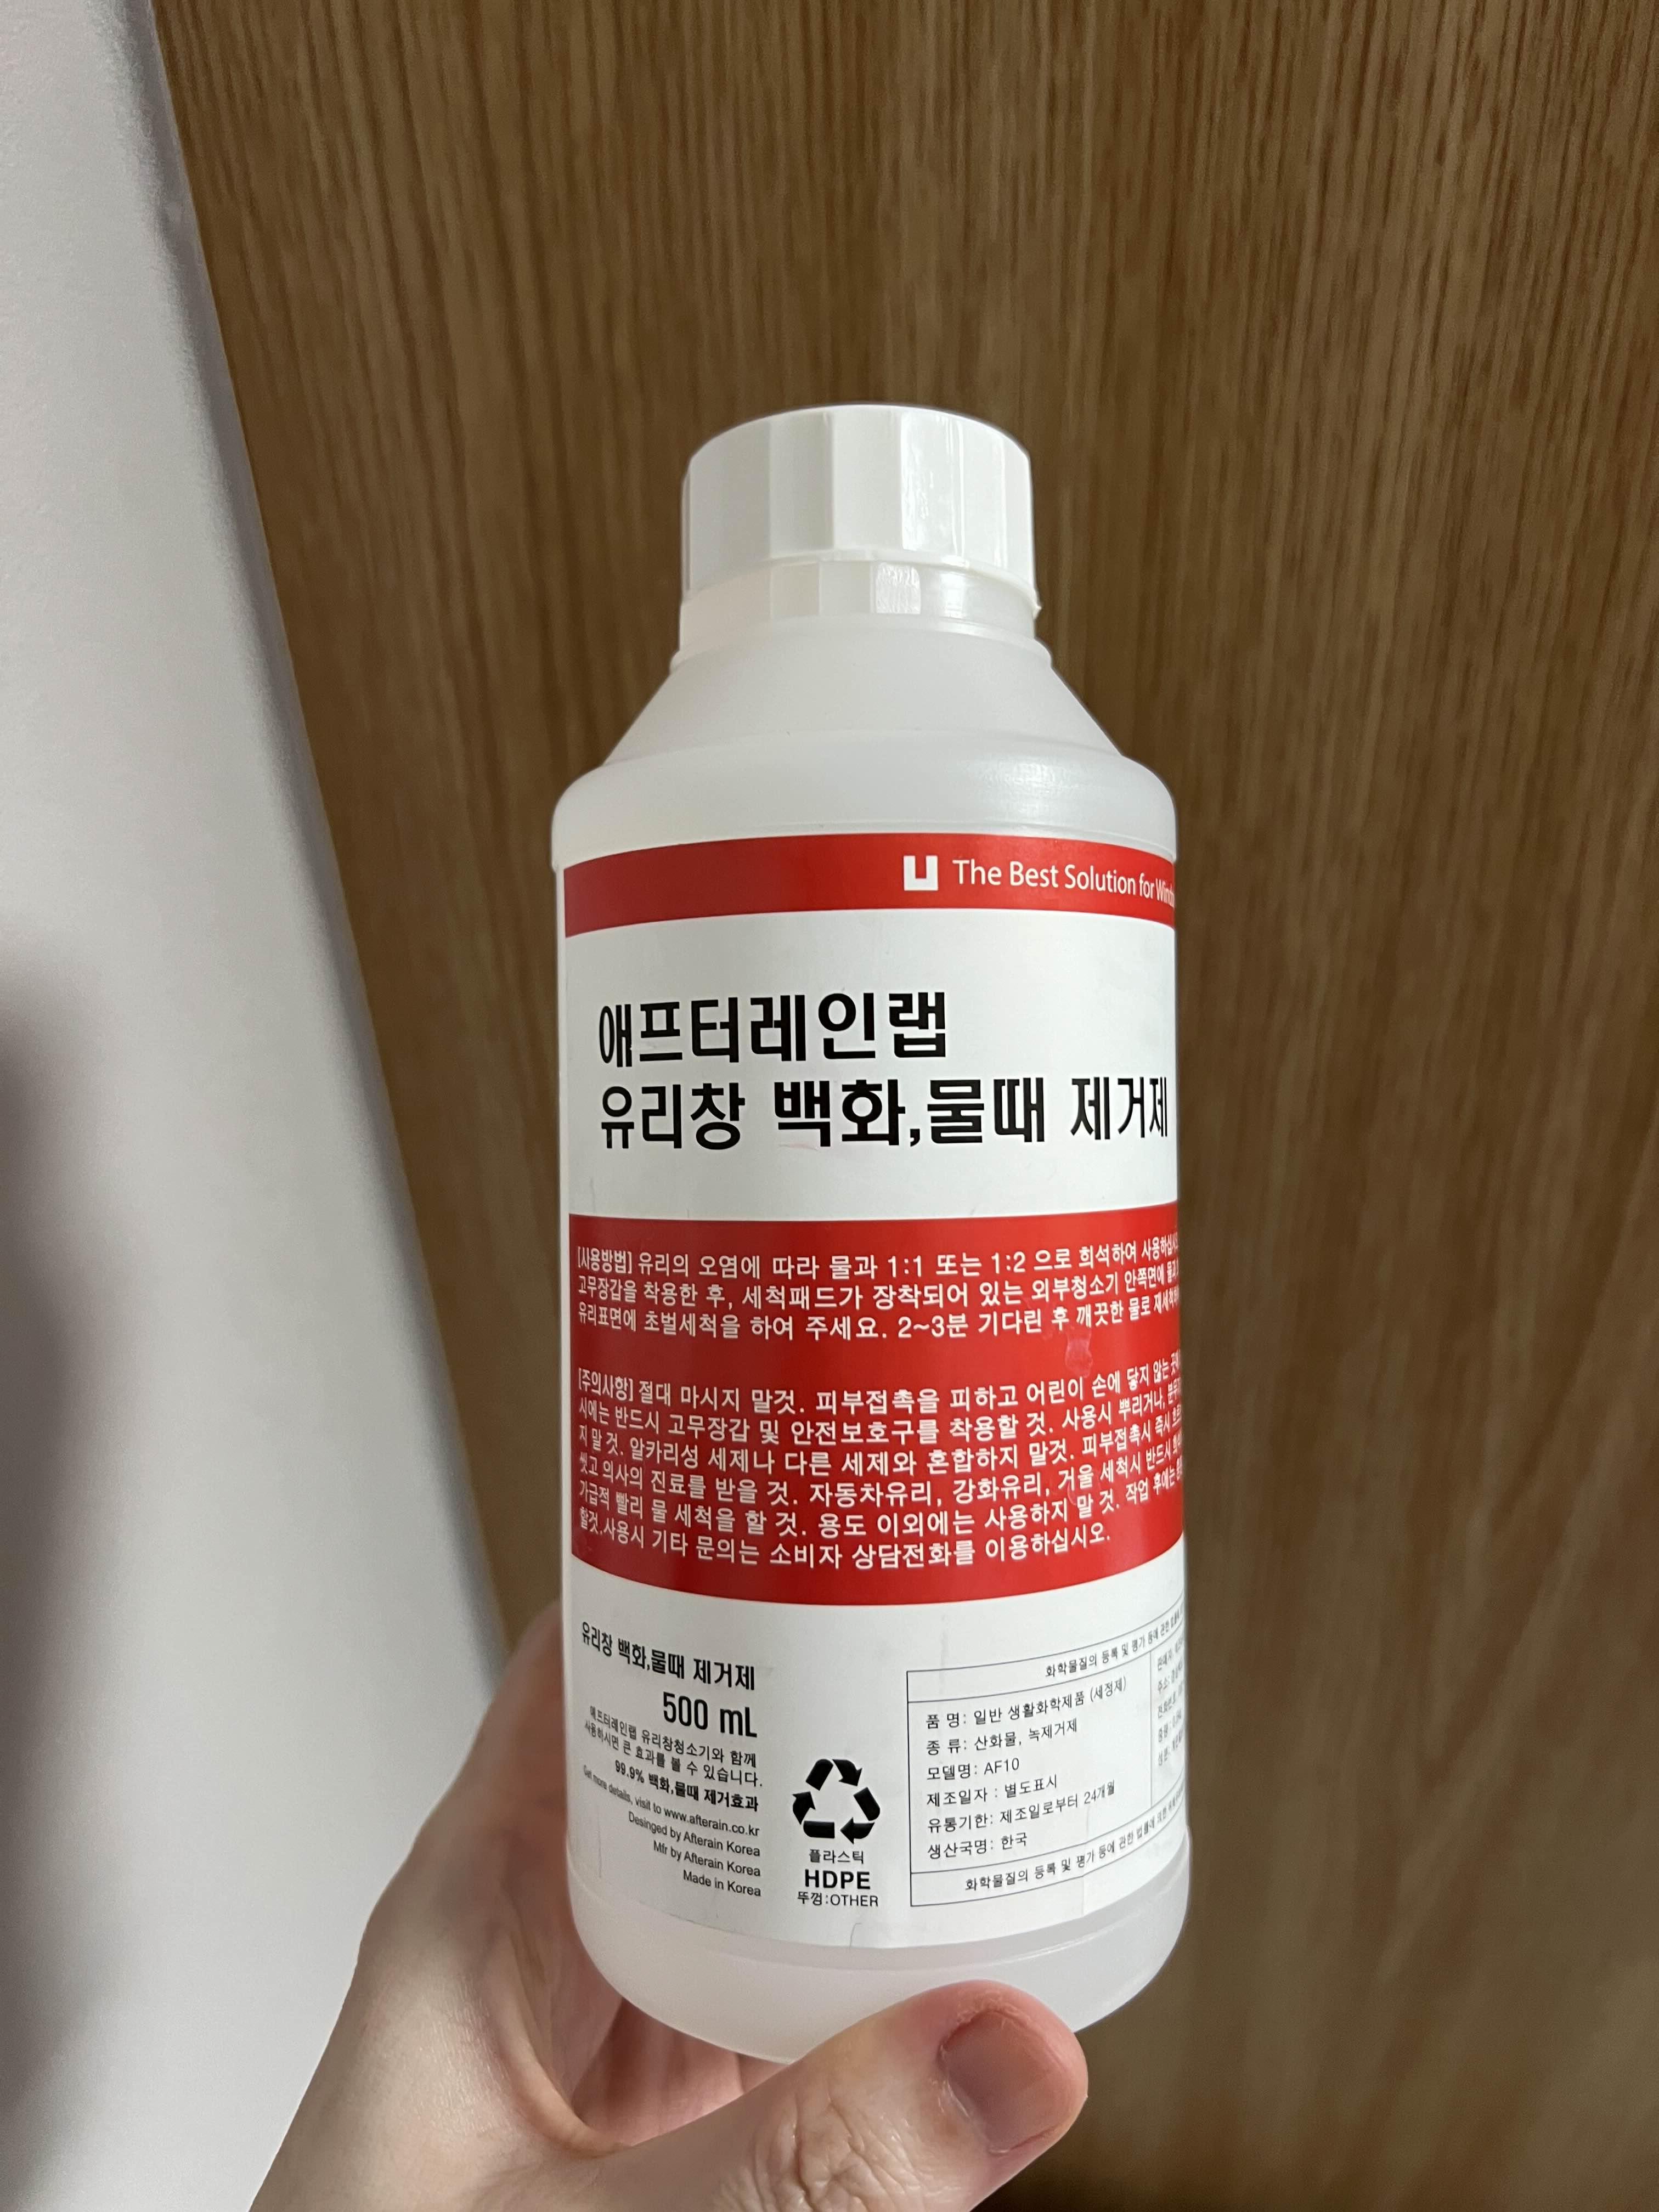 The Best Solution for
애프터레인랩
유리창 백화,물때 제거제
[사용방법] 유리의 오염에 따라 물과 1:1 또는 1:2 으로 희석하여
고무장갑을 착용한 후, 세척패드가 장착되어 있는 외부청소기 안쪽면에
유리표면에 초벌세척을 하여 주세요. 2~3분 기다린 후 깨끗한 물로
[주의사항] 절대 마시지 말것. 피부접촉을 피하고 어린이 손에 닿지 않는
시에는 반드시 고무장갑 및 안전보호구를 착용할 것. 사용시 뿌리거나,
지 말 것. 알카리성 세제나 다른 세제와 혼합하지 말것. 피부접촉시 즉시
씻고 의사의 진료를 받을 것. 자동차유리, 강화유리, 거울 세척시 반드시
가급적 빨리 물 세척을 할 것. 용도 이외에는 사용하지 말 것. 작업 후에는
할것.사용시 기타 문의는 소비자 상담전화를 이용하십시오.
유리창 백화,물때 제거제
500 mL
애프터레인랩 유리창청소기와 함께
사용하시면 큰 효과를 볼 수 있습니다.
99.9% 백화,물때 제거효과
Get more details, visit to www.afterain.co.kr
Desinged by Afterain Korea
Mfr by Afterain Korea
Made in Korea
플라스틱
HDPE
뚜껑:OTHER
화학물질의 등록 및 평가 등에 관한
품 명: 일반 생활화학제품 (세정제)
종 류: 산화물, 녹제거제
모델명: AF10
제조일자 : 별도표시
유통기한: 제조일로부터 24개월
생산국명: 한국
화학물질의 등록 및 평가 등에 관한 법률에